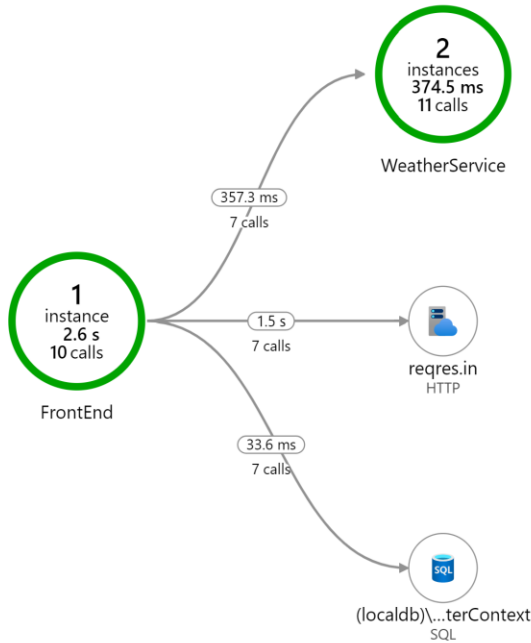 2
instances
374.5 ms
11 calls
WeatherService
357.3 ms
7 calls
1
instance
2.6 s
10 calls
FrontEnd
1.5 s
7 calls
reqres.in
HTTP
33.6 ms
7 calls
SQL
(localdb)\...terContext
SQL